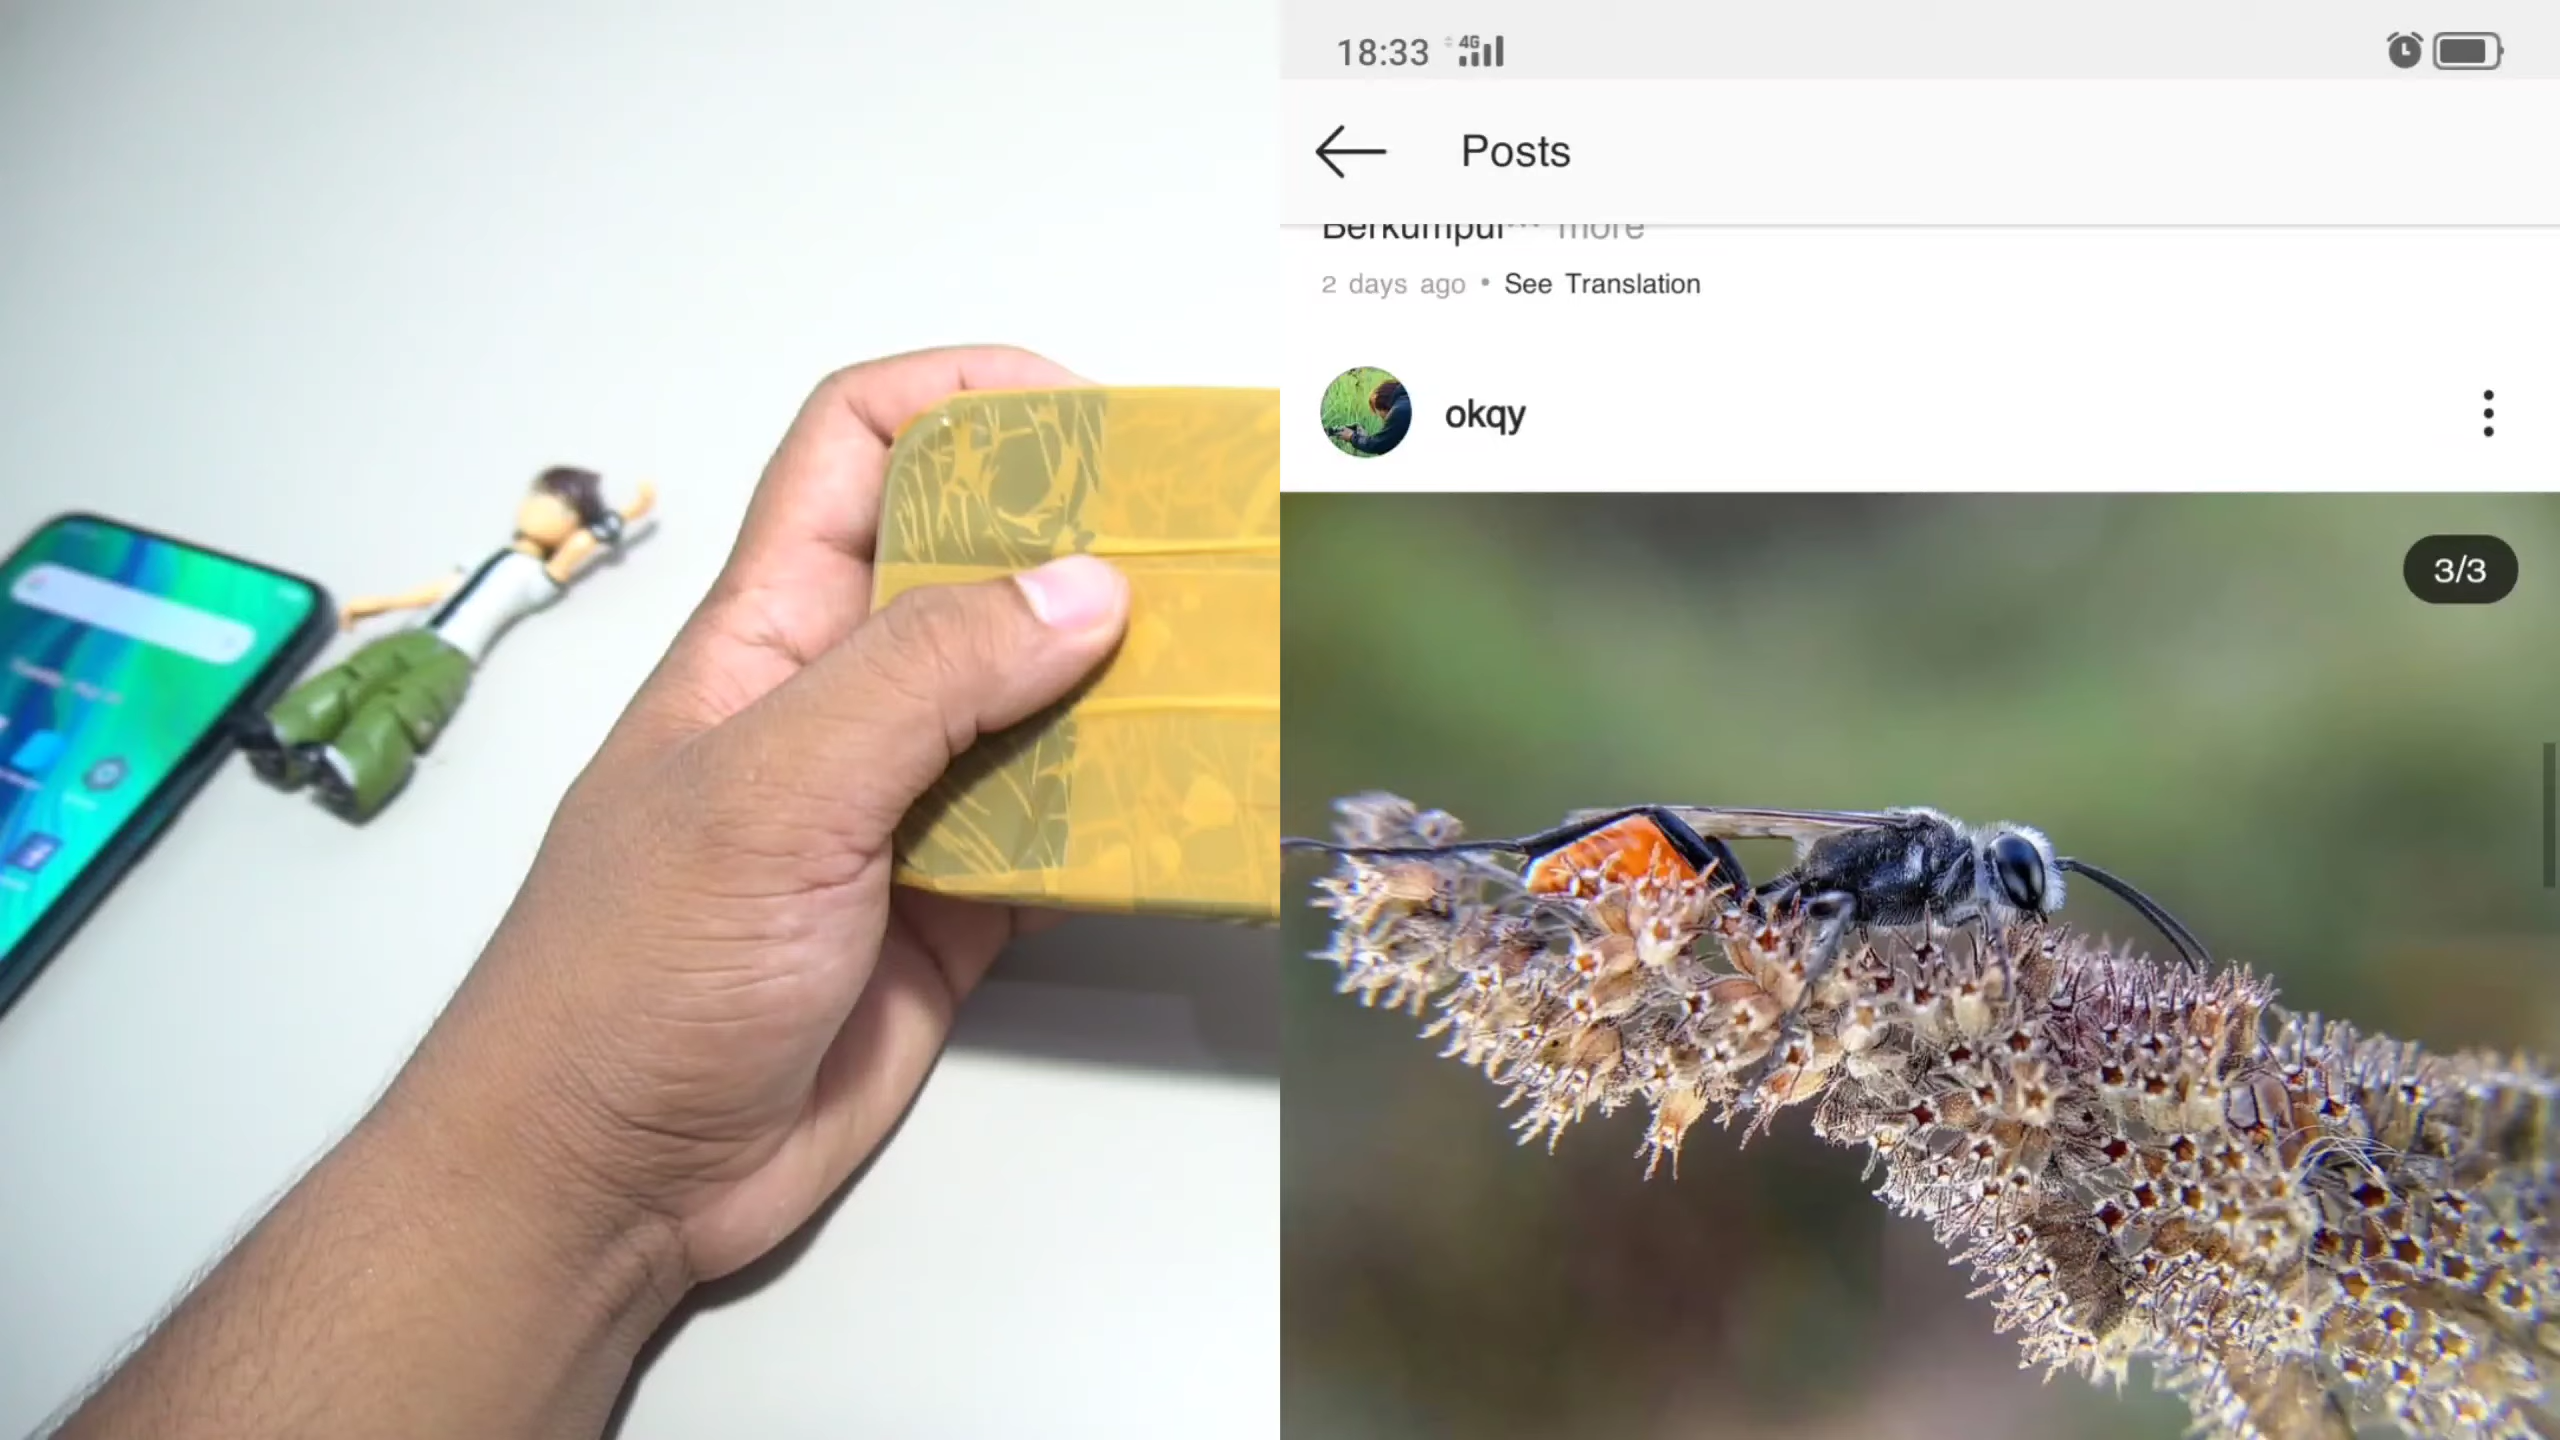 18:33 4G
Posts
Berkumpul... more
2 days ago • See Translation
okqy
3/3